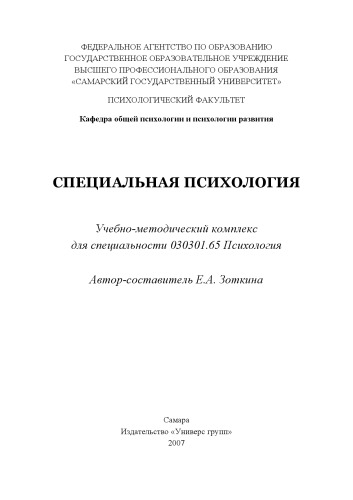 ФЕДЕРАЛЬНОЕ АГЕНТСТВО ПО ОБРАЗОВАНИЮ
ГОСУДАРСТВЕННОЕ ОБРАЗОВАТЕЛЬНОЕ УЧРЕЖДЕНИЕ
ВЫСШЕГО ПРОФЕССИОНАЛЬНОГО ОБРАЗОВАНИЯ
«САМАРСКИЙ ГОСУДАРСТВЕННЫЙ УНИВЕРСИТЕТ»
ПСИХОЛОГИЧЕСКИЙ ФАКУЛЬТЕТ
Кафедра общей психологии и психологии развития
СПЕЦИАЛЬНАЯ ПСИХОЛОГИЯ
Учебно-методический комплекс
для специальности 030301.65 Психология
Автор-составитель Е.А. Зоткина
Самара
Издательство «Универс групп»
2007